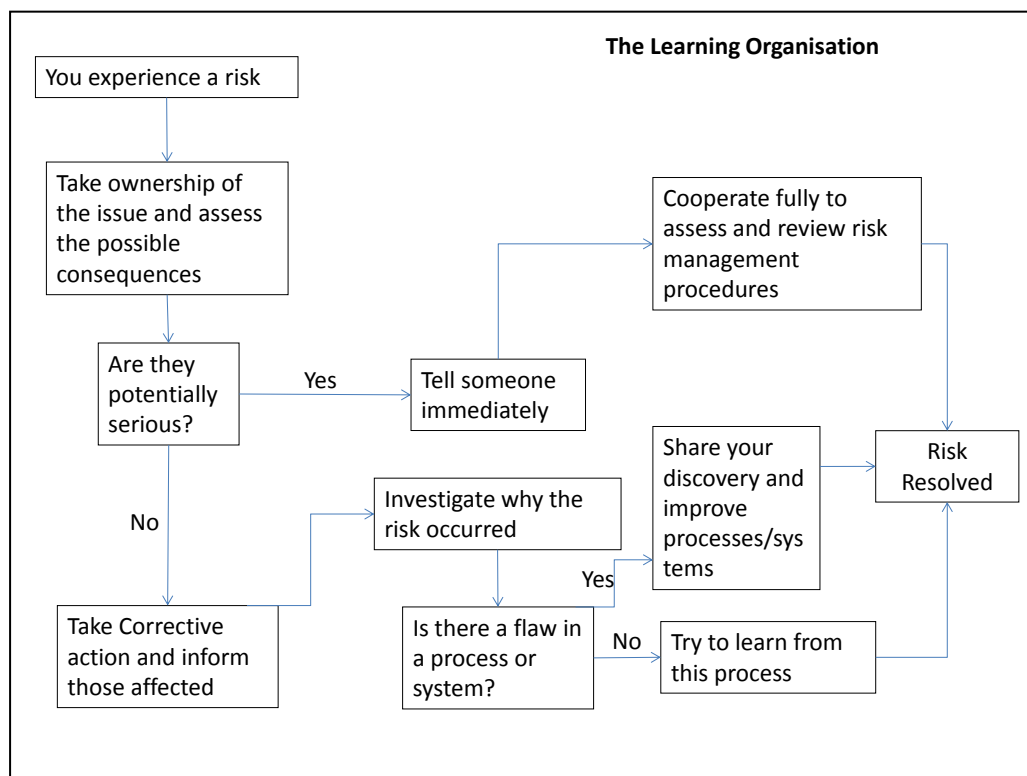 The Learning Organisation
You experience a risk
Take ownership of
the issue and assess
the possible
consequences
Cooperate fully to
assess and review risk
management
procedures
Are they
potentially
serious?
Yes
Tell someone
immediately
Share your
discovery and
improve
processes/sys
tems
Risk
Resolved
No
Investigate why the
risk occurred
Yes
Take Corrective
action and inform
those affected
Is there a flaw in
a process or
system?
No
Try to learn from
this process